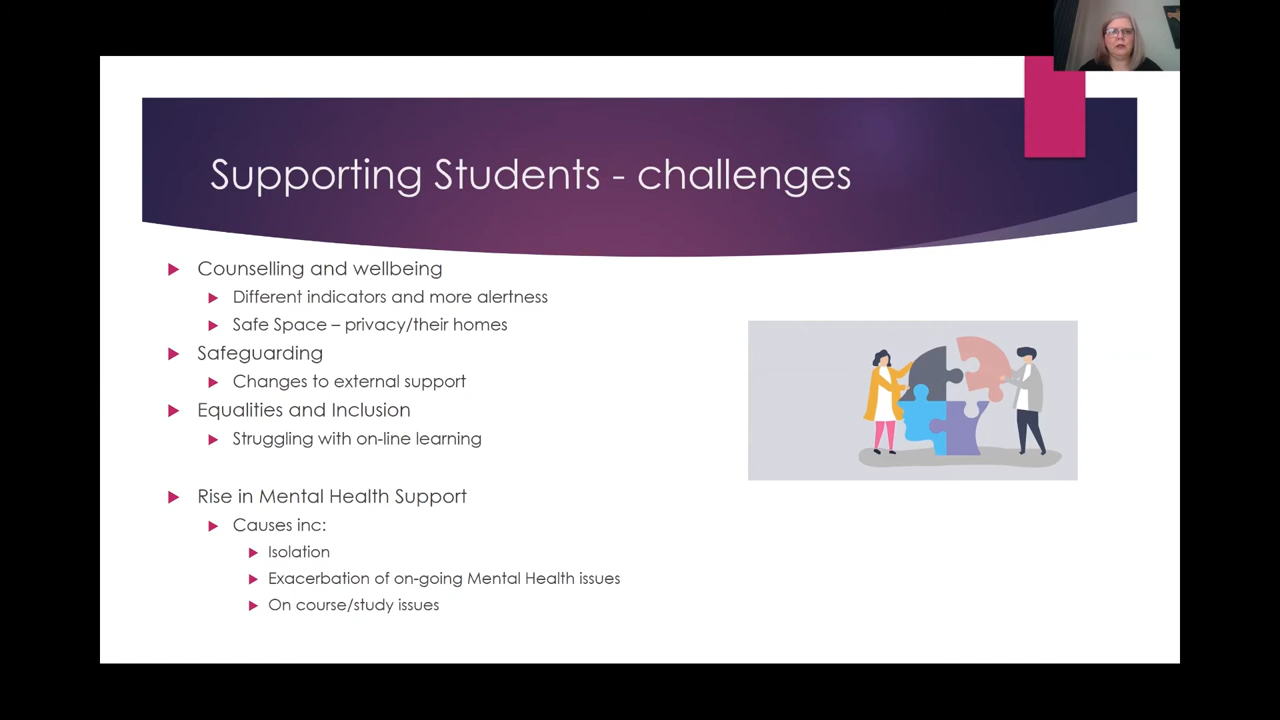 Supporting Students - challenges
Counselling and wellbeing
Different indicators and more alertness
Safe Space – privacy/their homes
Safeguarding
Changes to external support
Equalities and Inclusion
Struggling with on-line learning
Rise in Mental Health Support
Causes inc:
Isolation
Exacerbation of on-going Mental Health issues
On course/study issues